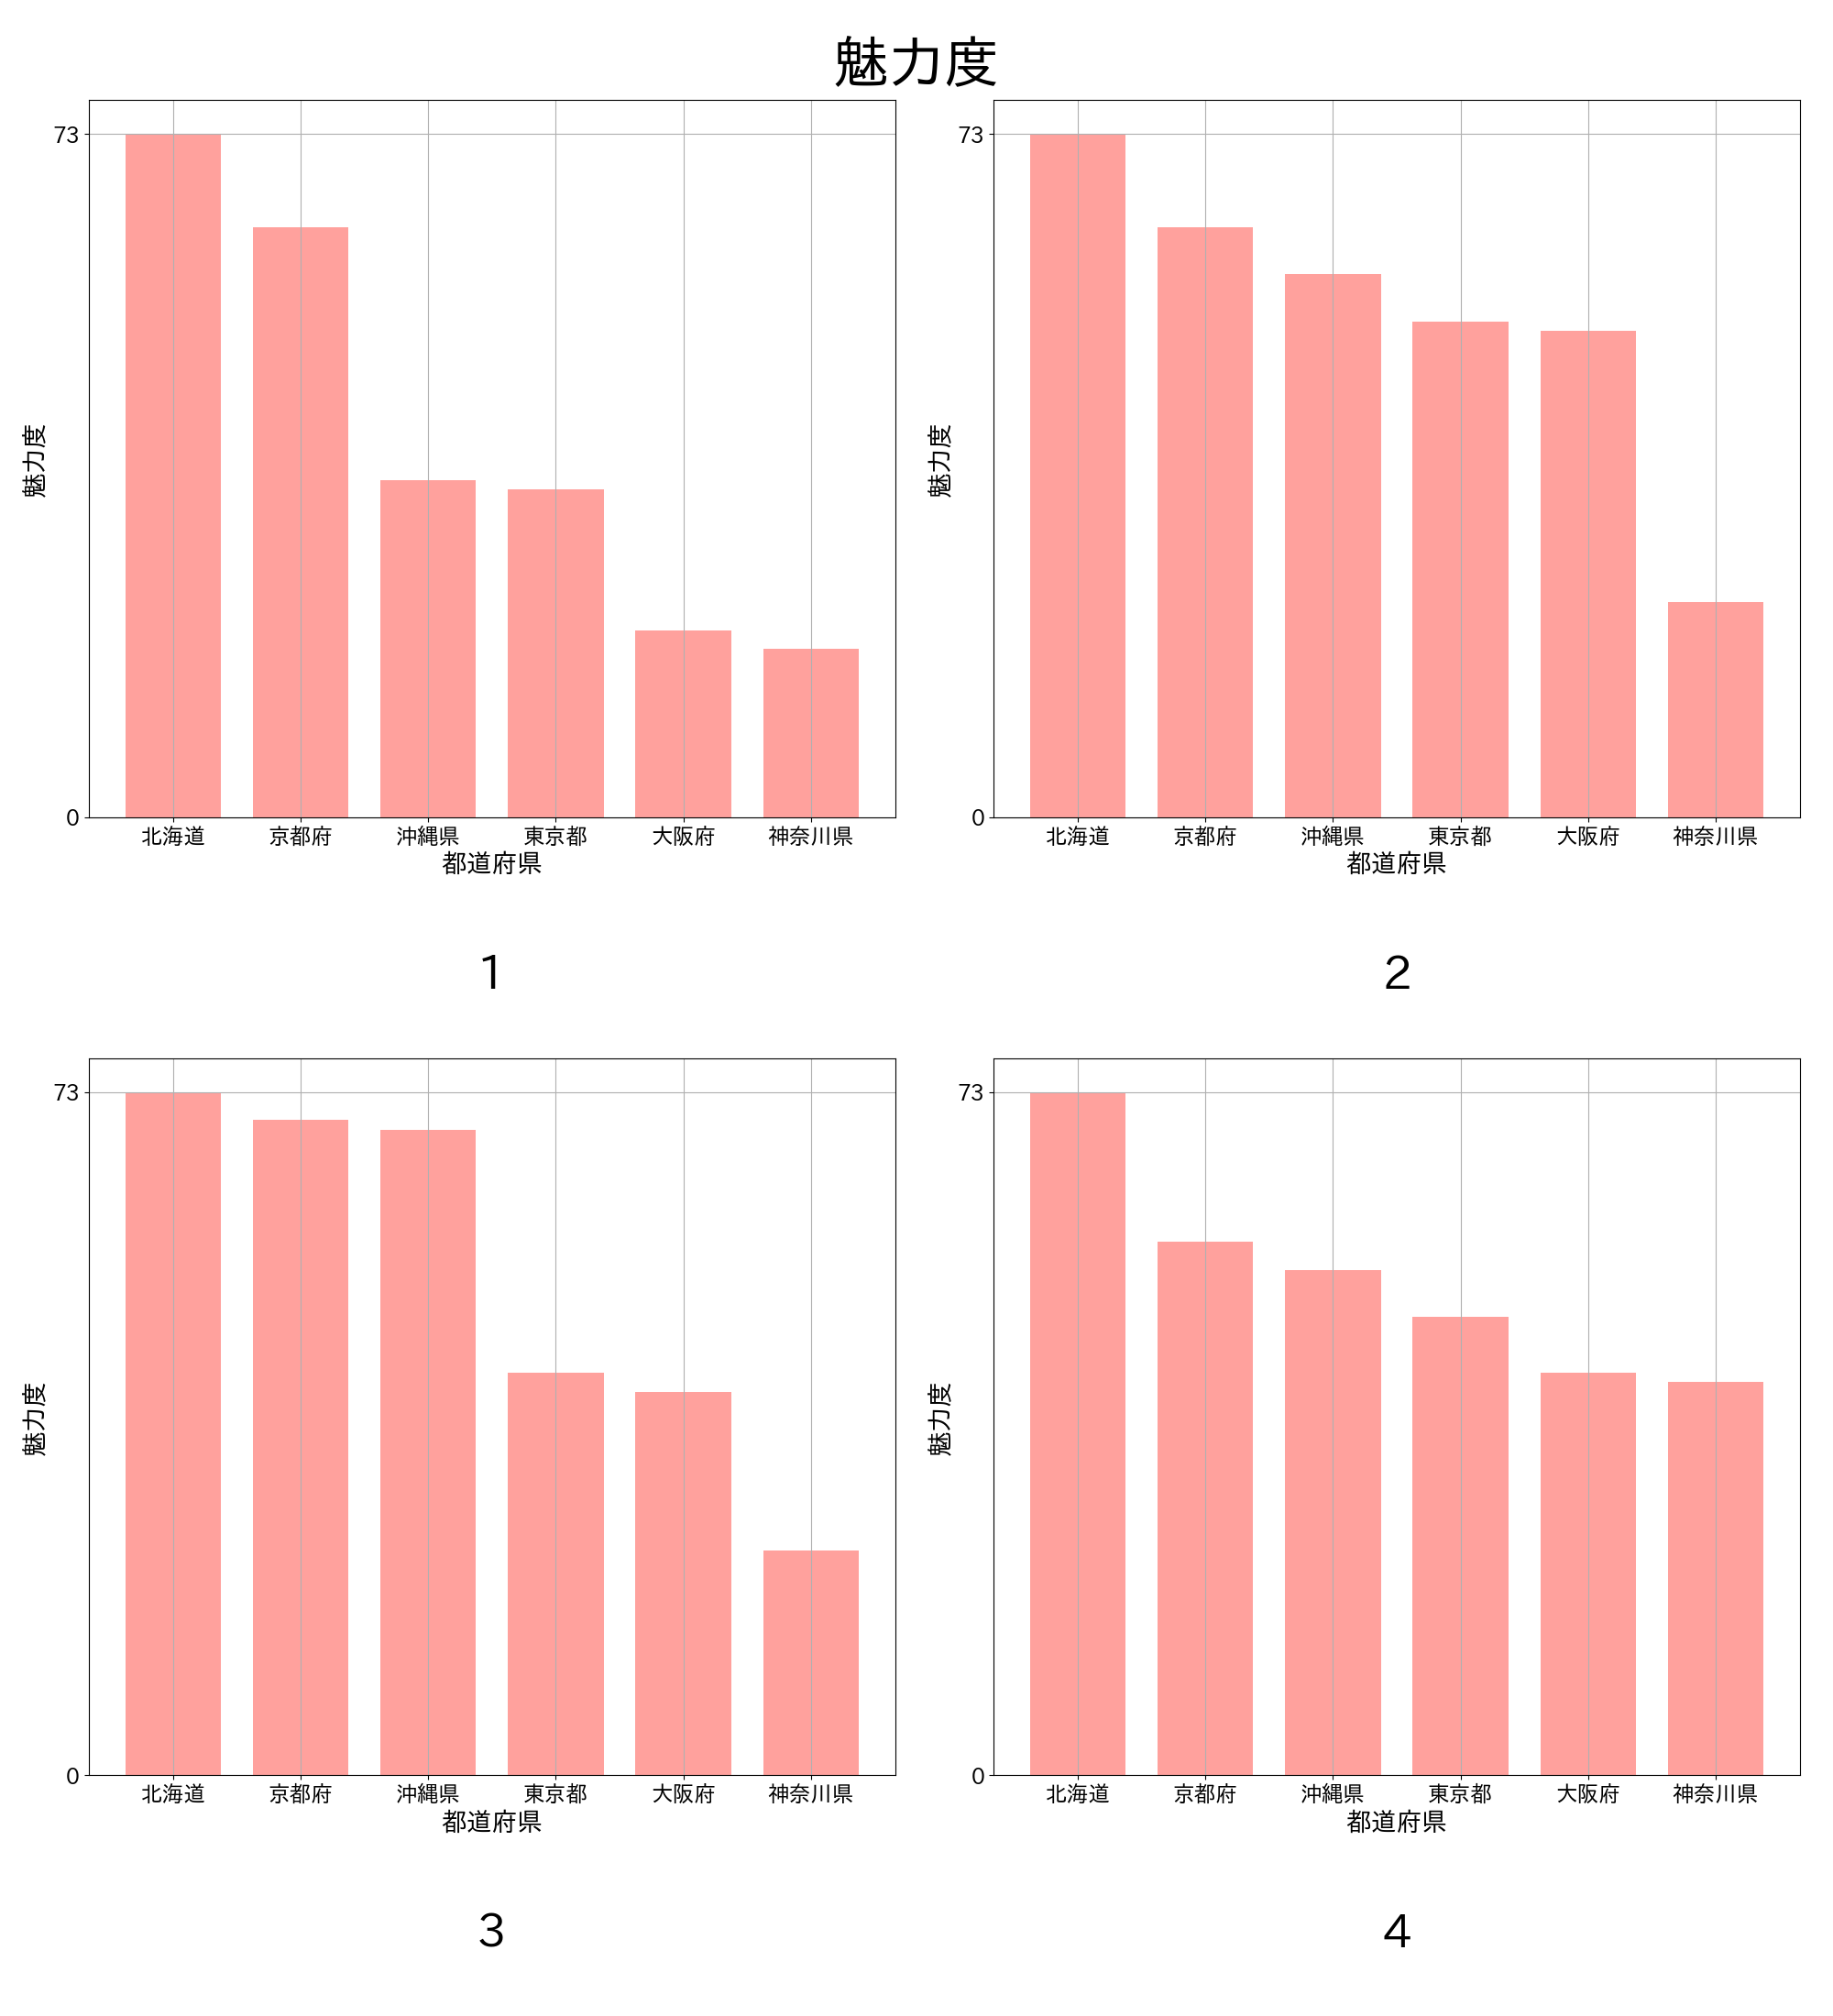 魅力度
73
魅力度
0
北海道 京都府 沖縄県 東京都 大阪府 神奈川県
都道府県
1
73
魅力度
0
北海道 京都府 沖縄県 東京都 大阪府 神奈川県
都道府県
2
73
魅力度
0
北海道 京都府 沖縄県 東京都 大阪府 神奈川県
都道府県
3
73
魅力度
0
北海道 京都府 沖縄県 東京都 大阪府 神奈川県
都道府県
4